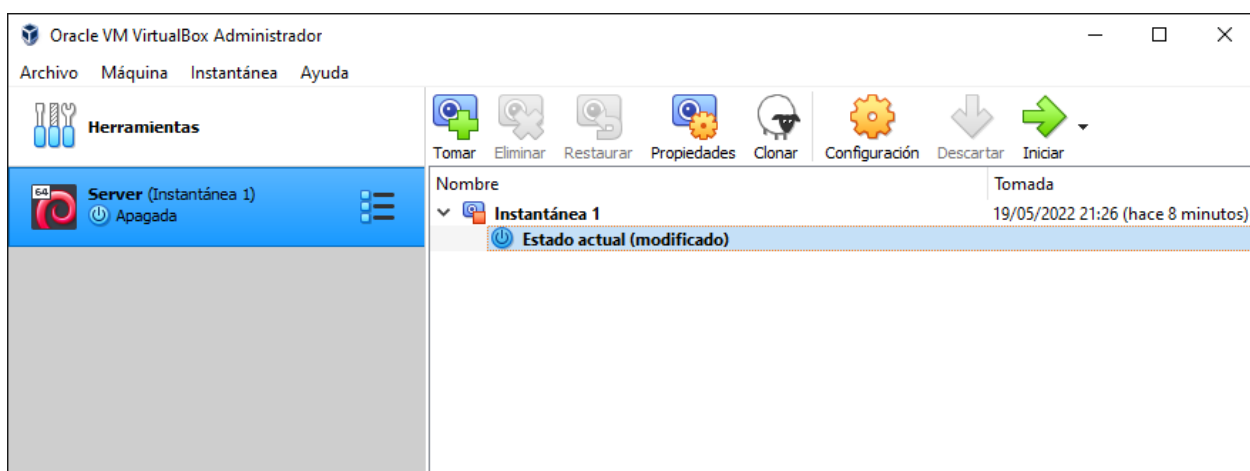 Oracle VM VirtualBox Administrador
Archivo Máquina Instantánea Ayuda
Herramientas
Tomar Eliminar Restaurar Propiedades Clonar Configuración Descartar Iniciar
64
Server (Instantánea 1)
Apagada
Nombre Tomada
Instantánea 1 19/05/2022 21:26 (hace 8 minutos)
Estado actual (modificado)